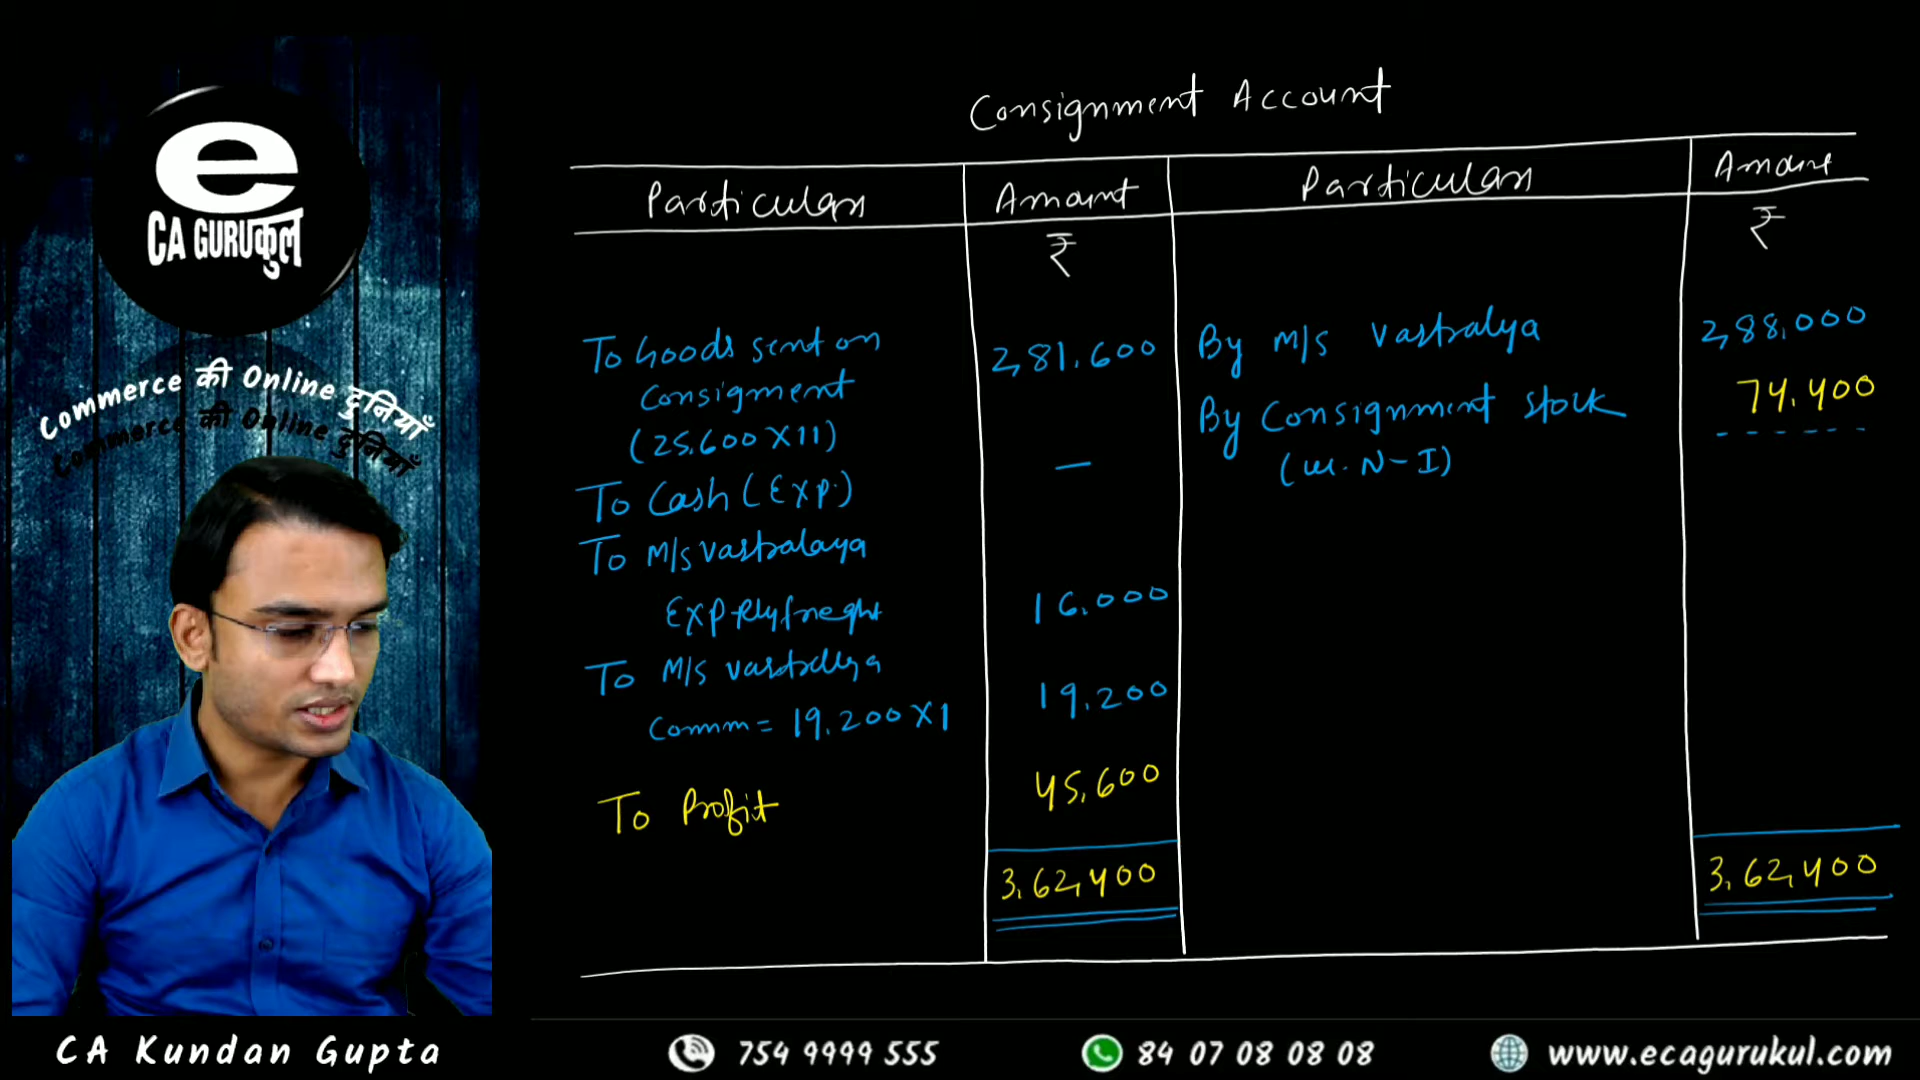 e
CA GURUकुल
Commerce की Online दुनियाँ
Commerce की Online दुनियाँ
Consignment Account
Particulars Amount Particulars Amount
₹ ₹
To Goods sent on 2,81,600 By M/s Vastralya 2,88,000
Consigment By Consignment stock 74,400
(25,600 X 11) — (W.N-I)
To Cash (Exp.)
To M/s Vastralaya
Exp 16,000
To M/s Vastralya
Comm = 19,200 X 1 19,200
To Profit 45,600
3,62,400 3,62,400
CA Kundan Gupta 754 9999 555 84 07 08 08 08 www.ecagurukul.com